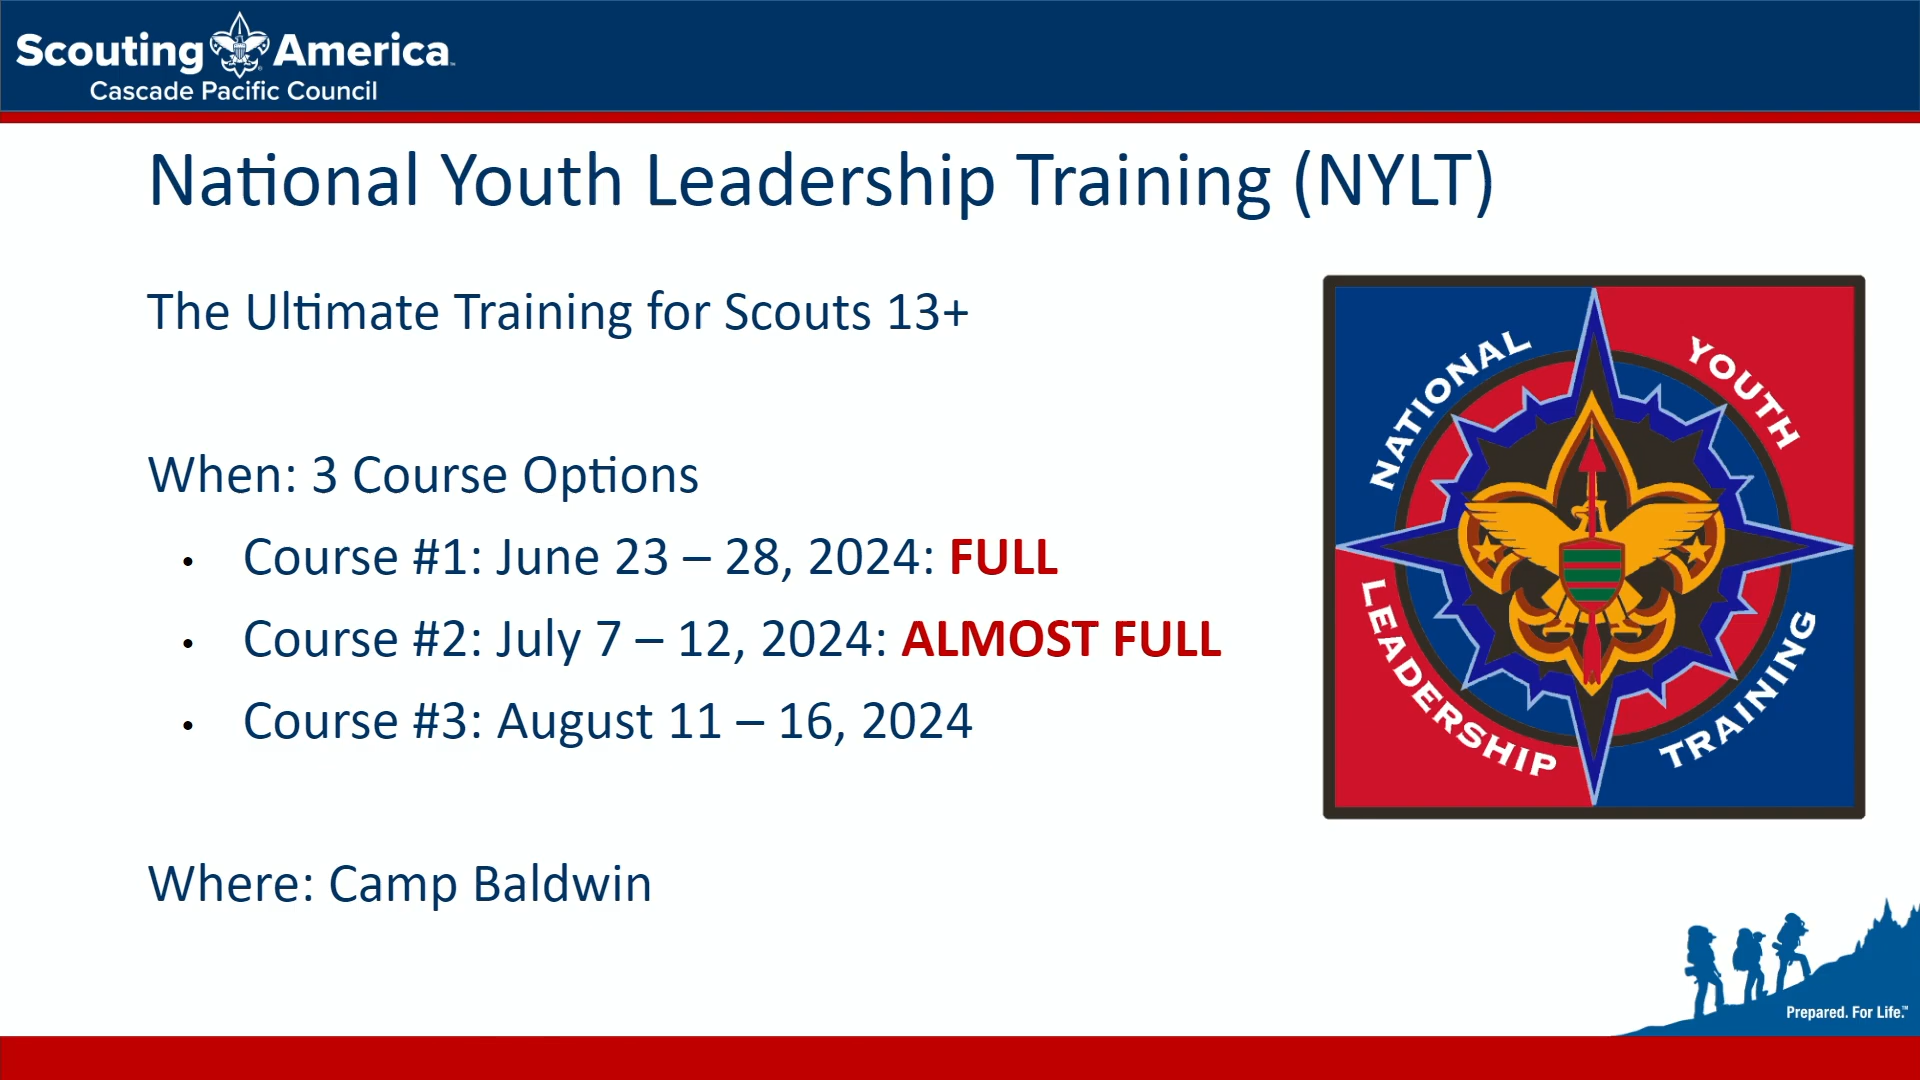 Scouting America
Cascade Pacific Council
National Youth Leadership Training (NYLT)
The Ultimate Training for Scouts 13+
When: 3 Course Options
• Course #1: June 23 – 28, 2024: FULL
• Course #2: July 7 – 12, 2024: ALMOST FULL
• Course #3: August 11 – 16, 2024
Where: Camp Baldwin
NATIONAL
YOUTH
LEADERSHIP
TRAINING
Prepared. For Life.™